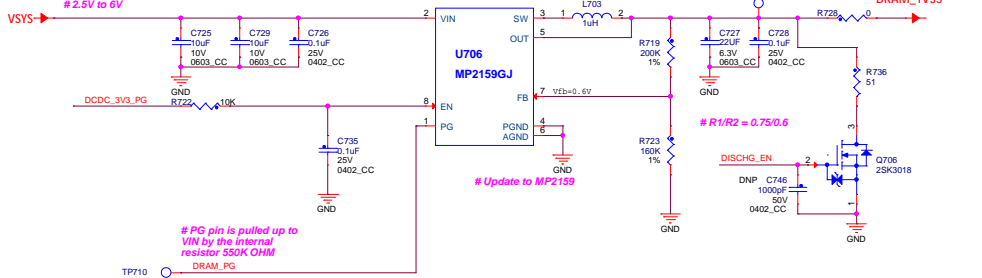 # 2.5V to 6V
VSYS
2
VIN
SW
3
1
L703
2
1uH
OUT
5
R728
0
DRAM_1V35
C725
10uF
10V
0603_CC
C729
10uF
10V
0603_CC
C726
0.1uF
25V
0402_CC
GND
U706
MP2159GJ
R719
200K
1%
C727
22UF
6.3V
0603_CC
C728
0.1uF
25V
0402_CC
GND
R736
51
DCDC_3V3_PG
R722
10K
8
EN
1
PG
FB
7
Vfb=0.6V
PGND
4
AGND
6
GND
C735
0.1uF
25V
0402_CC
GND
R723
160K
1%
GND
# R1/R2 = 0.75/0.6
# Update to MP2159
DISCHG_EN
2
3
1
Q706
2SK3018
DNP
C746
1000pF
50V
0402_CC
GND
# PG pin is pulled up to
VIN by the internal
resistor 550K OHM
TP710
DRAM_PG